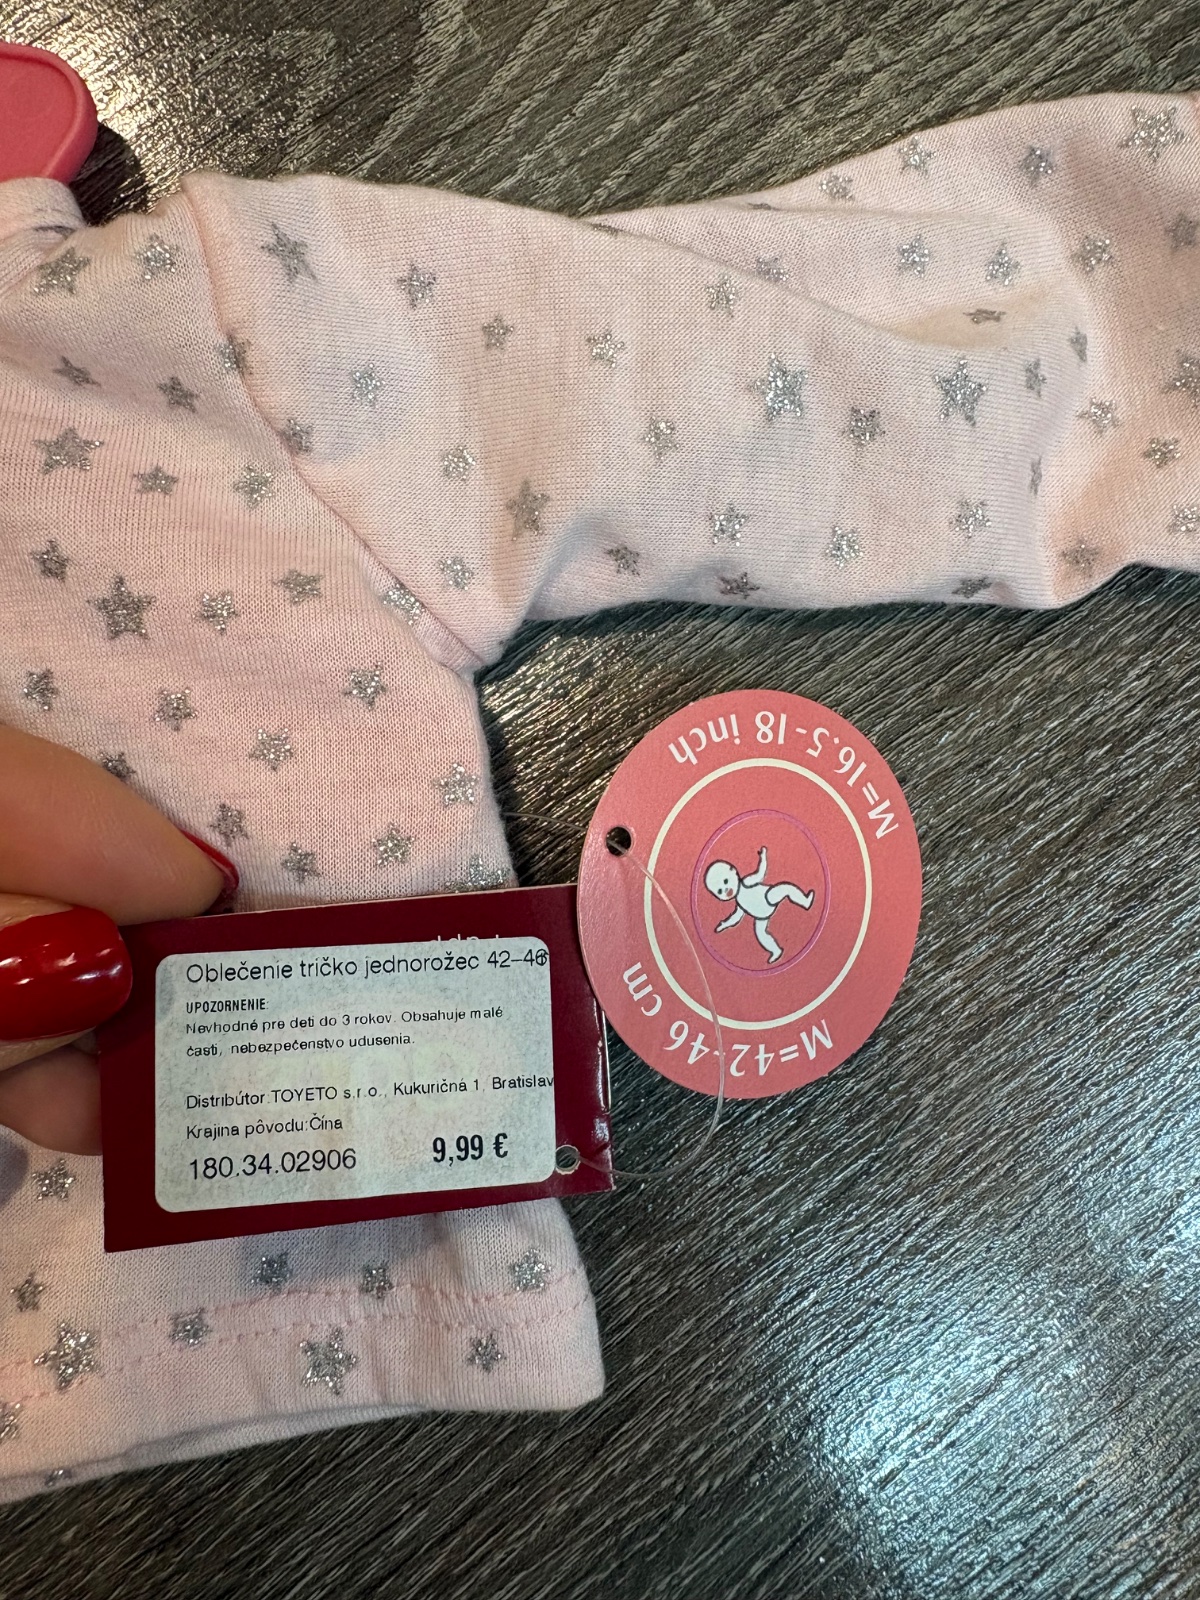 Oblečenie tričko jednorožec 42–46
UPOZORNENIE:
Nevhodné pre deti do 3 rokov. Obsahuje malé
časti, nebezpečenstvo udusenia.
Distribútor:TOYETO s.r.o., Kukuričná 1, Bratislav
Krajina pôvodu:Čína
180.34.02906
9,99 €
M=16.5-18 inch
M=42-46 cm